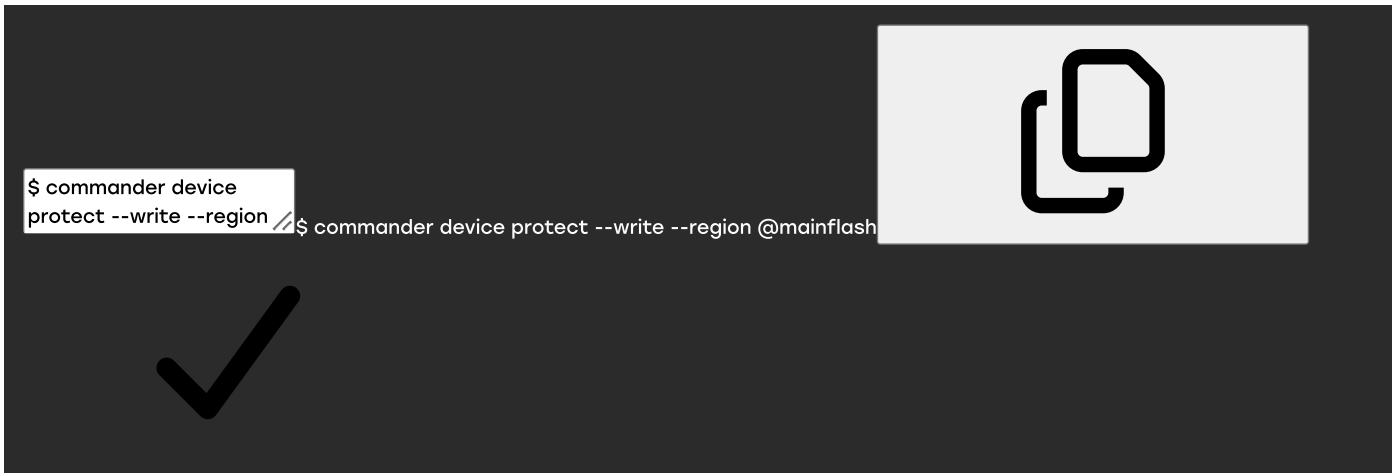 $ commander device
protect --write --region
$ commander device protect --write --region @mainflash